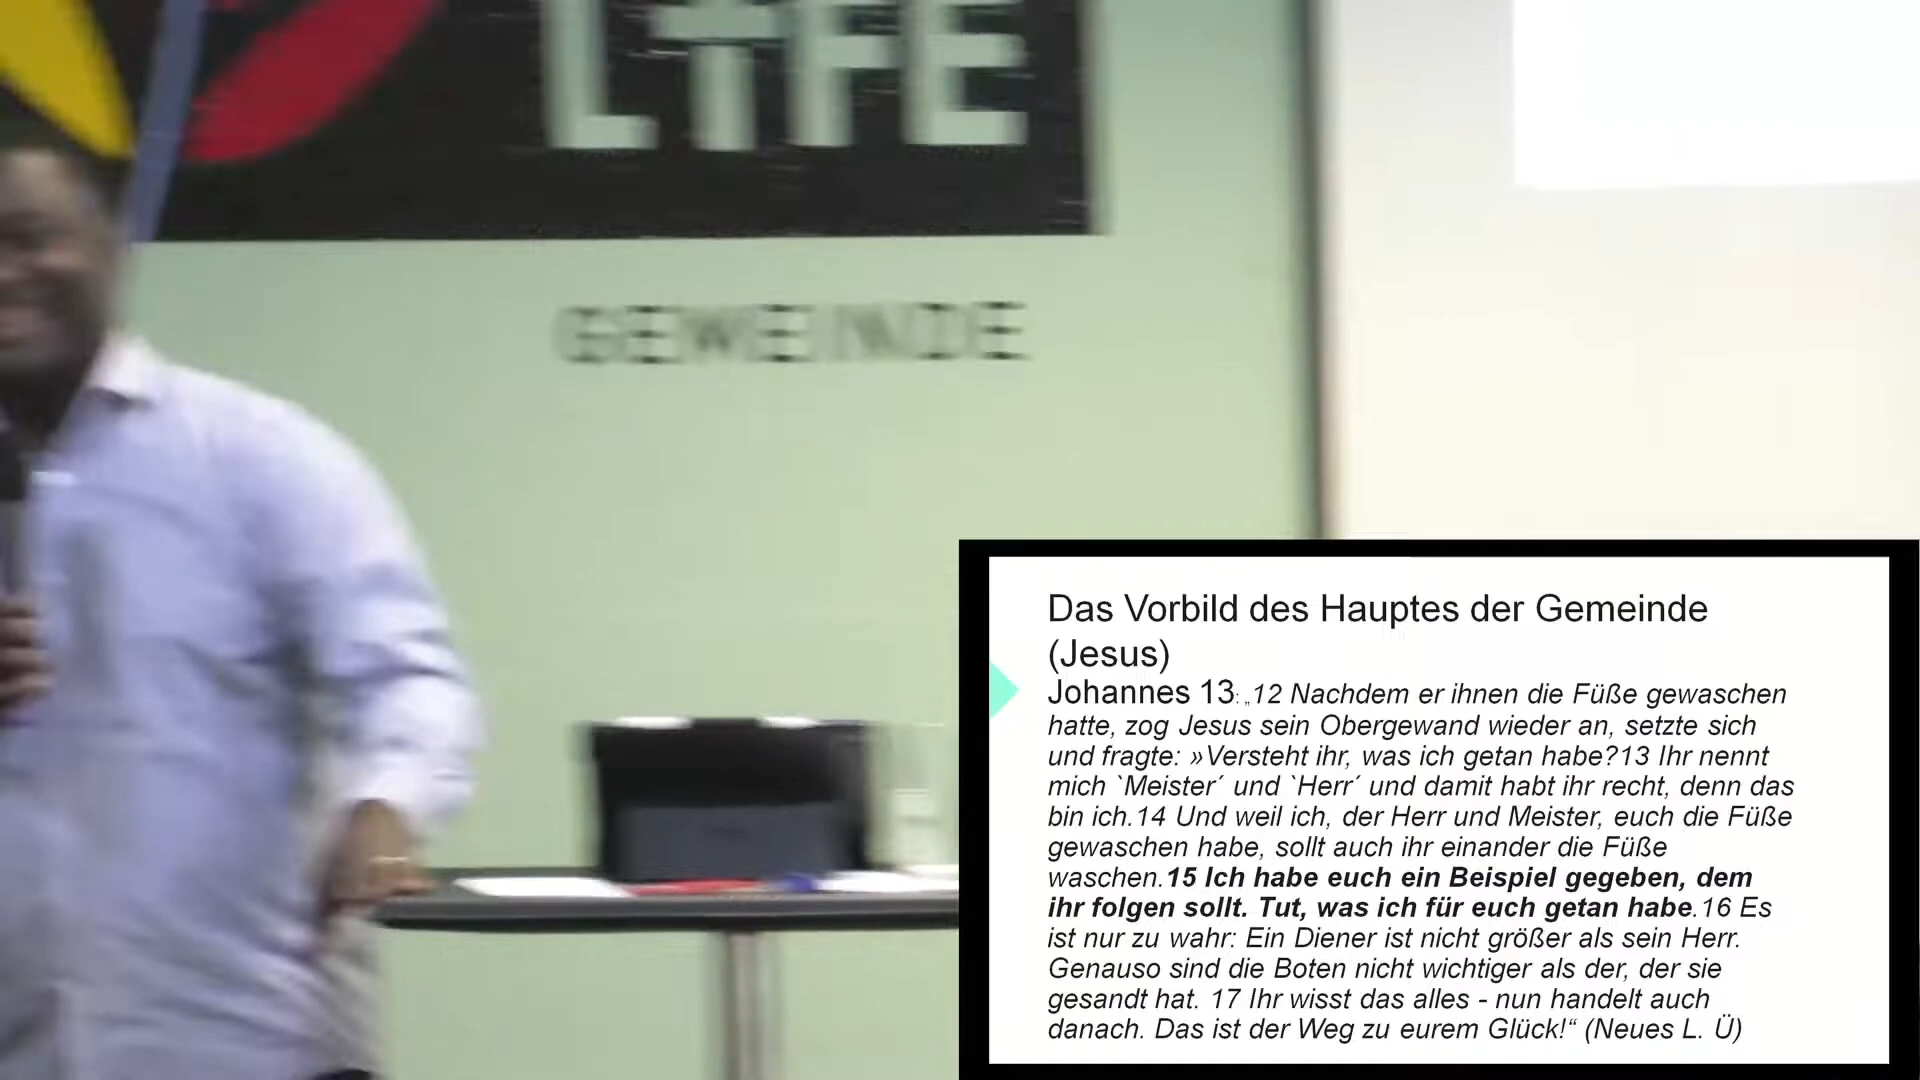 LIFE
GEMEINDE
Das Vorbild des Hauptes der Gemeinde
(Jesus)
Johannes 13: „12 Nachdem er ihnen die Füße gewaschen
hatte, zog Jesus sein Obergewand wieder an, setzte sich
und fragte: »Versteht ihr, was ich getan habe?13 Ihr nennt
mich `Meister´ und `Herr´ und damit habt ihr recht, denn das
bin ich.14 Und weil ich, der Herr und Meister, euch die Füße
gewaschen habe, sollt auch ihr einander die Füße
waschen.15 Ich habe euch ein Beispiel gegeben, dem
ihr folgen sollt. Tut, was ich für euch getan habe.16 Es
ist nur zu wahr: Ein Diener ist nicht größer als sein Herr.
Genauso sind die Boten nicht wichtiger als der, der sie
gesandt hat. 17 Ihr wisst das alles - nun handelt auch
danach. Das ist der Weg zu eurem Glück!“ (Neues L. Ü)